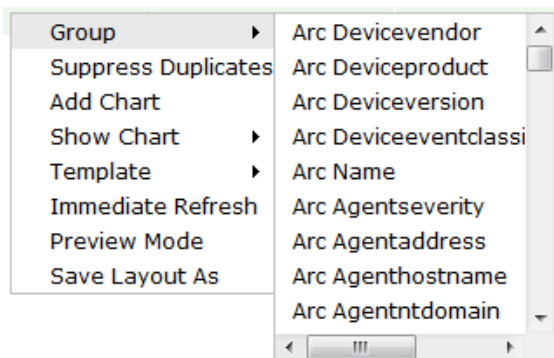 Group
Suppress Duplicates
Add Chart
Show Chart
Template
Immediate Refresh
Preview Mode
Save Layout As
Arc Devicevendor
Arc Deviceproduct
Arc Deviceversion
Arc Deviceeventclassi
Arc Name
Arc Agentseverity
Arc Agentaddress
Arc Agenthostname
Arc Agentntdomain